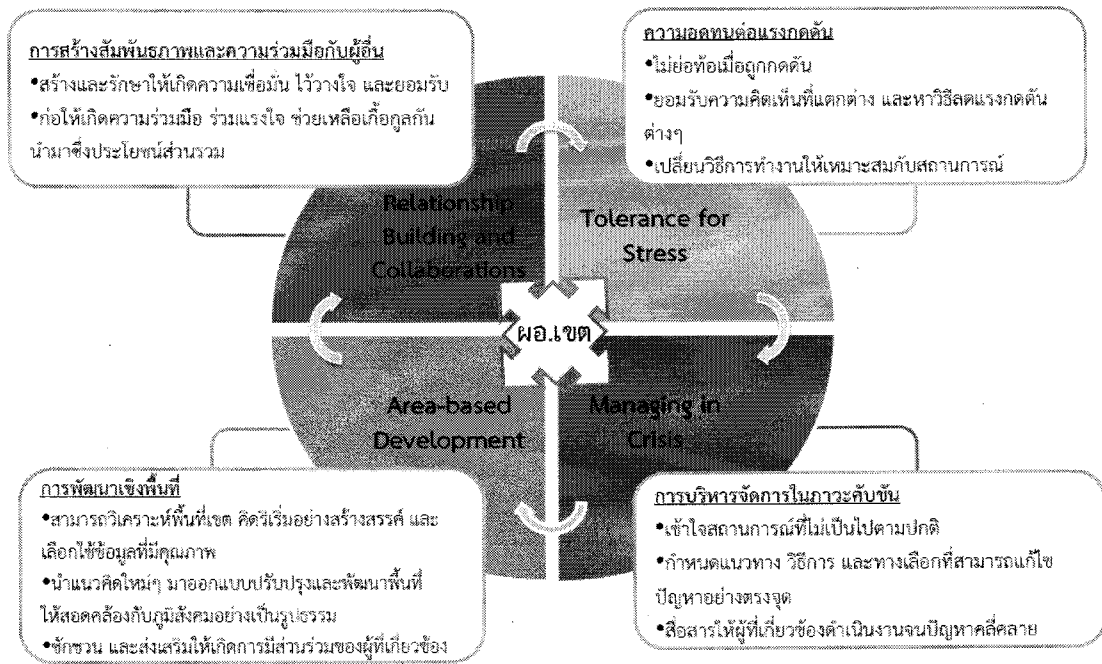 การสร้างสัมพันธภาพและความร่วมมือกับผู้อื่น
•สร้างและรักษาให้เกิดความเชื่อมั่น ไว้วางใจ และยอมรับ
•ก่อให้เกิดความร่วมมือ ร่วมแรงใจ ช่วยเหลือเกื้อกูลกัน
นำมาซึ่งประโยชน์ส่วนรวม
ความอดทนต่อแรงกดดัน
•ไม่ย่อท้อเมื่อถูกกดดัน
•ยอมรับความคิดเห็นที่แตกต่าง และหาวิธีลดแรงกดดัน
ต่างๆ
•เปลี่ยนวิธีการทำงานให้เหมาะสมกับสถานการณ์
Relationship
Building and
Collaborations
Tolerance for
Stress
ผอ.เขต
Area-based
Development
Managing in
Crisis
การพัฒนาเชิงพื้นที่
•สามารถวิเคราะห์พื้นที่เขต คิดริเริ่มอย่างสร้างสรรค์ และ
เลือกใช้ข้อมูลที่มีคุณภาพ
•นำแนวคิดใหม่ๆ มาออกแบบปรับปรุงและพัฒนาพื้นที่
ให้สอดคล้องกับภูมิสังคมอย่างเป็นรูปธรรม
•ชักชวน และส่งเสริมให้เกิดการมีส่วนร่วมของผู้ที่เกี่ยวข้อง
การบริหารจัดการในภาวะคับขัน
•เข้าใจสถานการณ์ที่ไม่เป็นไปตามปกติ
•กำหนดแนวทาง วิธีการ และทางเลือกที่สามารถแก้ไข
ปัญหาอย่างตรงจุด
•สื่อสารให้ผู้ที่เกี่ยวข้องดำเนินงานจนปัญหาคลี่คลาย